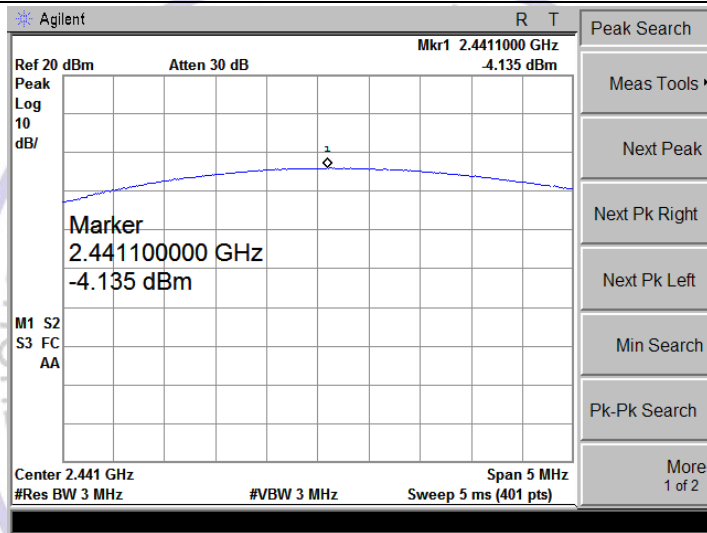 Agilent R T
Mkr1 2.4411000 GHz
Ref 20 dBm Atten 30 dB -4.135 dBm
Peak
Log
10
dB/
1
Marker
2.441100000 GHz
-4.135 dBm
M1 S2
S3 FC
AA
Center 2.441 GHz Span 5 MHz
#Res BW 3 MHz #VBW 3 MHz Sweep 5 ms (401 pts)
Peak Search
Meas Tools
Next Peak
Next Pk Right
Next Pk Left
Min Search
Pk-Pk Search
More
1 of 2